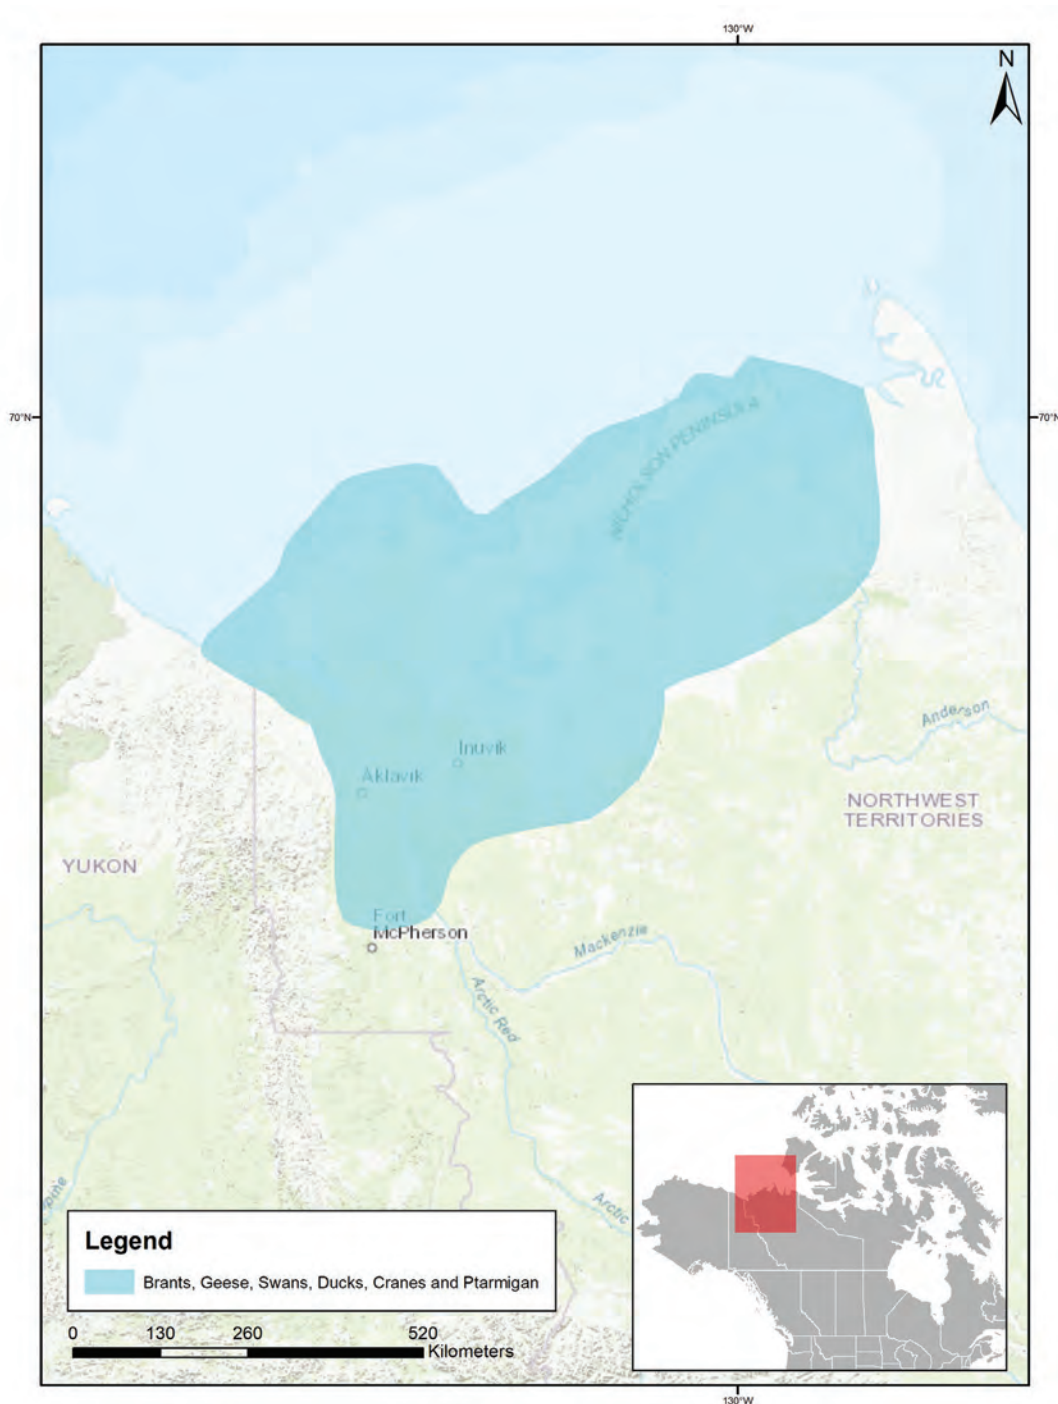 130°W
N
70°N
70°N
NICHOLSON PENINSULA
Anderson
Inuvik
Aklavik
NORTHWEST
TERRITORIES
YUKON
Fort
McPherson
Mackenzie
Arctic Red
Arctic
pine
Legend
Brants, Geese, Swans, Ducks, Cranes and Ptarmigan
0 130 260 520
Kilometers
130°W